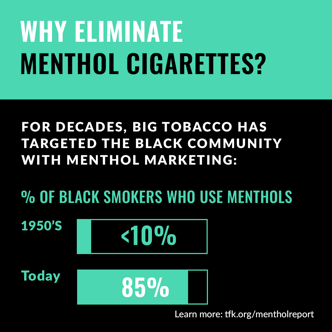 WHY ELIMINATE
MENTHOL CIGARETTES?
FOR DECADES, BIG TOBACCO HAS
TARGETED THE BLACK COMMUNITY
WITH MENTHOL MARKETING:
% OF BLACK SMOKERS WHO USE MENTHOLS
1950'S
<10%
Today
85%
Learn more: tfk.org/mentholreport